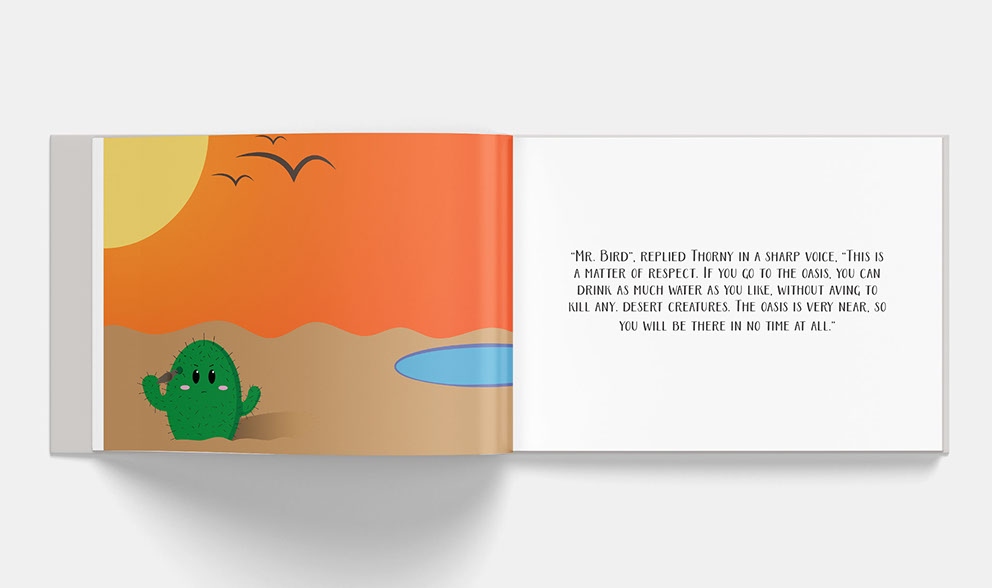 "Mr. Bird", replied Thorny in a sharp voice, "This is
a matter of respect. If you go to the oasis, you can
drink as much water as you like, without aving to
kill any. desert creatures. The oasis is very near, so
you will be there in no time at all."